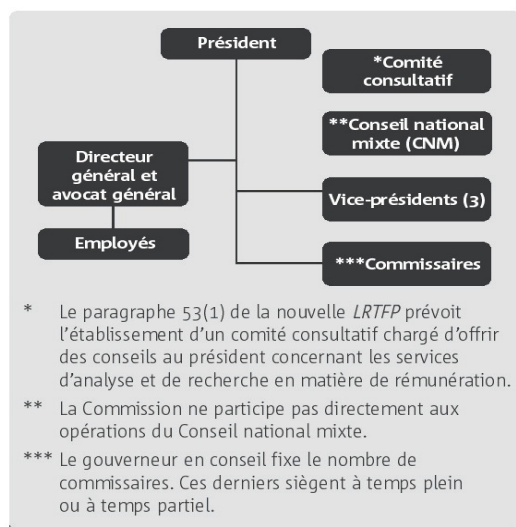 Président
*Comité
consultatif
**Conseil national
mixte (CNM)
Directeur
général et
avocat général
Vice-présidents (3)
Employés
***Commissaires
* Le paragraphe 53(1) de la nouvelle LRTFP prévoit
l'établissement d'un comité consultatif chargé d'offrir
des conseils au président concernant les services
d'analyse et de recherche en matière de rémunération.
** La Commission ne participe pas directement aux
opérations du Conseil national mixte.
*** Le gouverneur en conseil fixe le nombre de
commissaires. Ces derniers siègent à temps plein
ou à temps partiel.